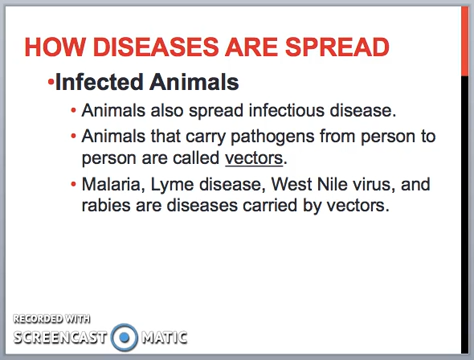 HOW DISEASES ARE SPREAD
•Infected Animals
• Animals also spread infectious disease.
• Animals that carry pathogens from person to
person are called vectors.
• Malaria, Lyme disease, West Nile virus, and
rabies are diseases carried by vectors.
RECORDED WITH
SCREENCAST MATIC